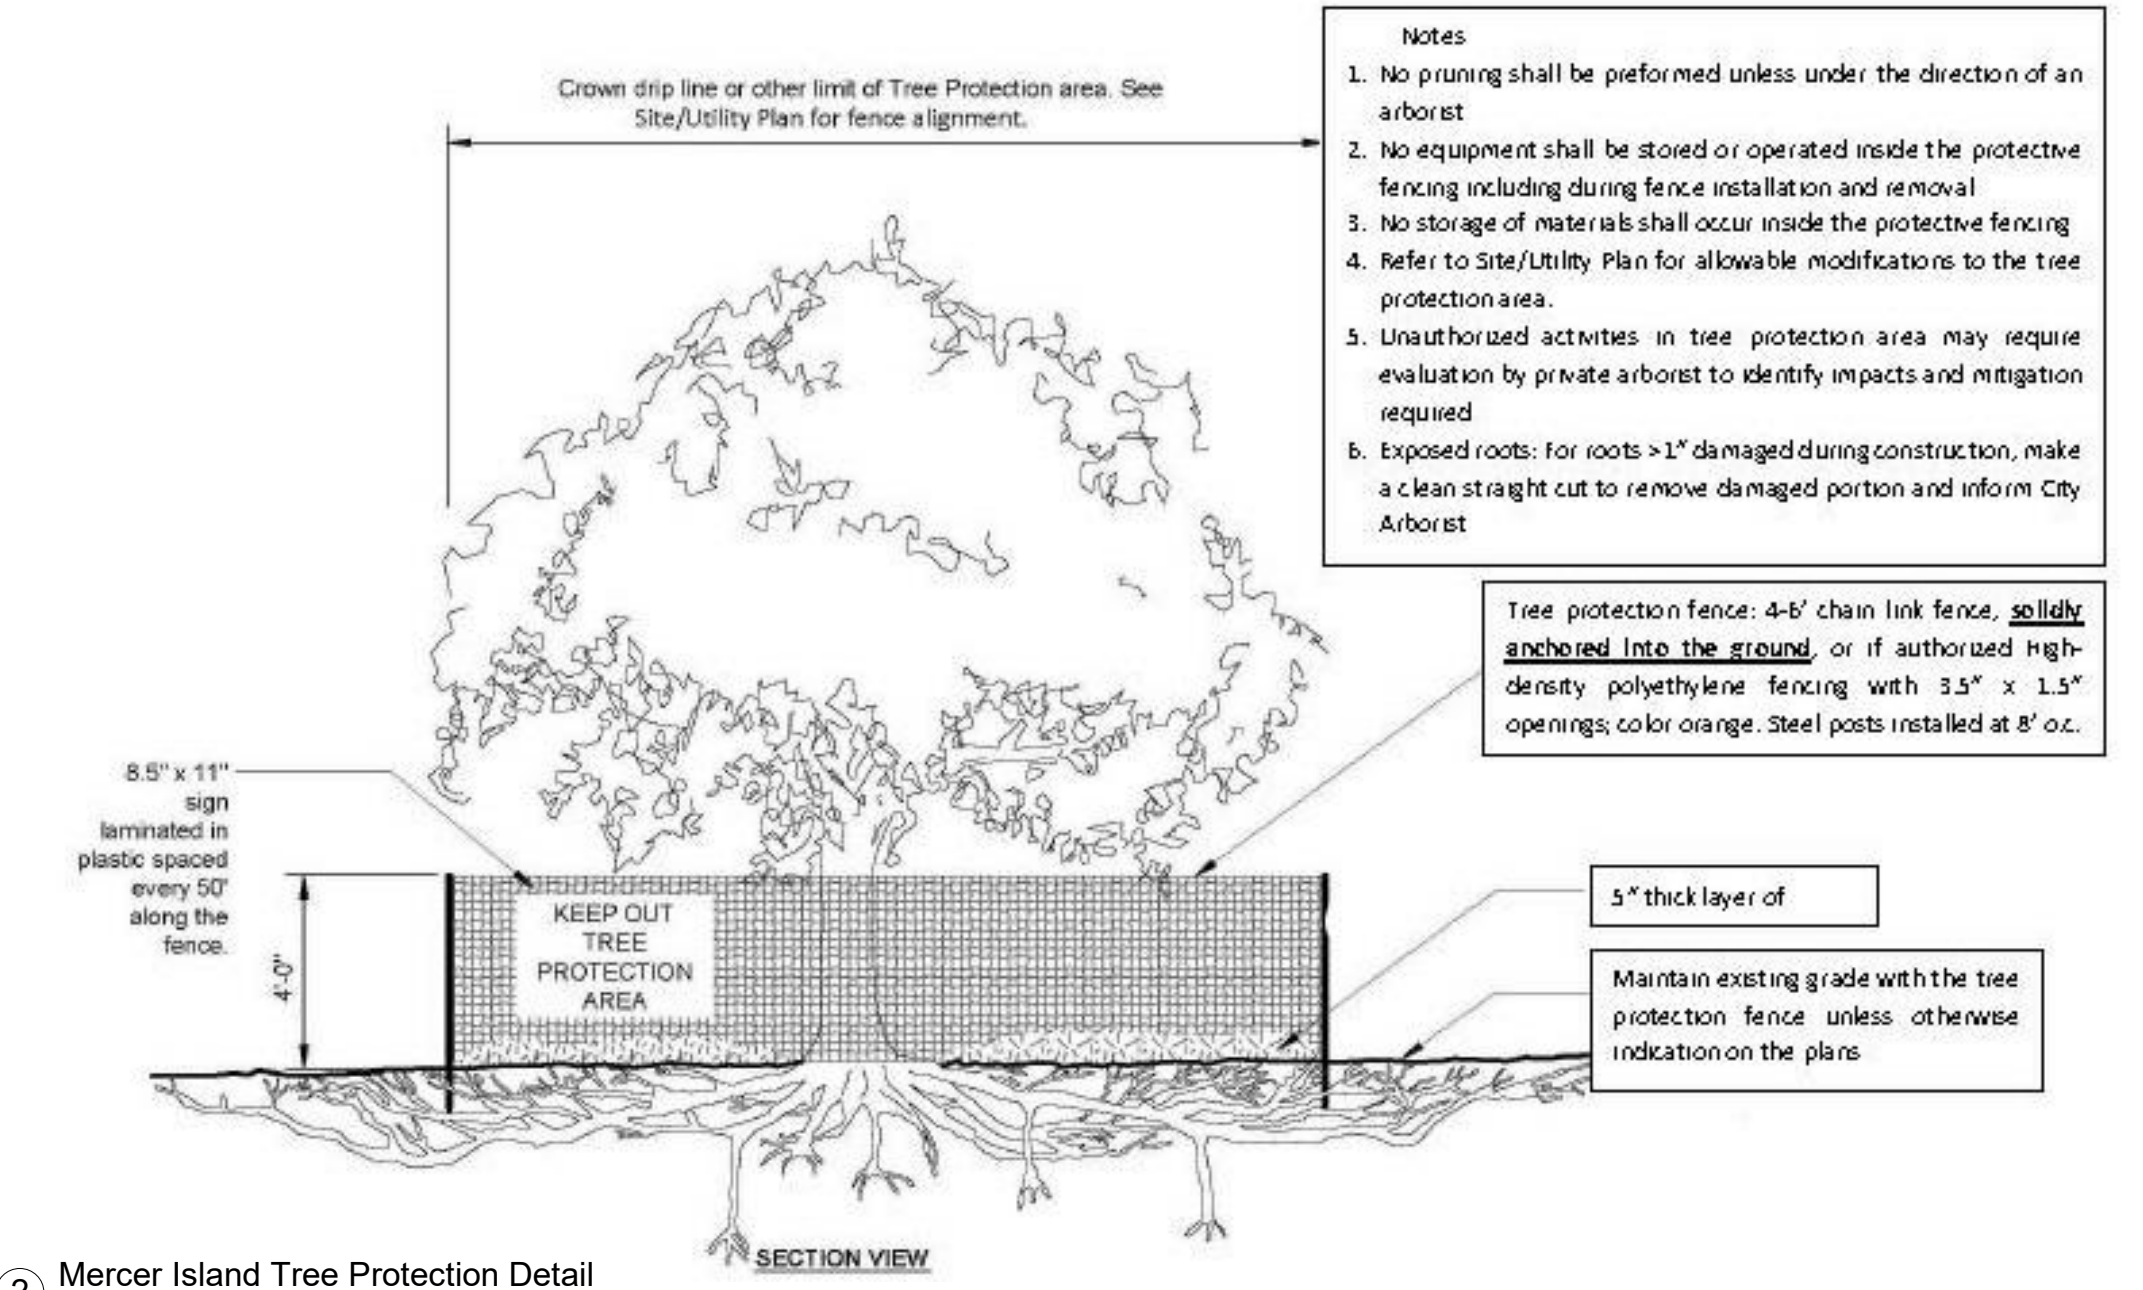 Crown drip line or other limit of Tree Protection area. See
Site/Utility Plan for fence alignment.
Notes
1. No pruning shall be preformed unless under the direction of an
arborist
2. No equipment shall be stored or operated inside the protective
fencing including during fence installation and removal
3. No storage of materials shall occur inside the protective fencing
4. Refer to Site/Utility Plan for allowable modifications to the tree
protection area.
5. Unauthorized activities in tree protection area may require
evaluation by private arborist to identify impacts and mitigation
required
6. Exposed roots: For roots >1" damaged during construction, make
a clean straight cut to remove damaged portion and inform City
Arborist
Tree protection fence: 4-6' chain link fence, solidly
anchored into the ground, or if authorized High-
density polyethylene fencing with 3.5" x 1.5"
openings; color orange. Steel posts installed at 8' o.c.
8.5" x 11"
sign
laminated in
plastic spaced
every 50'
along the
fence.
4'-0"
KEEP OUT
TREE
PROTECTION
AREA
5" thick layer of
Maintain existing grade with the tree
protection fence unless otherwise
indication on the plans
SECTION VIEW
Mercer Island Tree Protection Detail